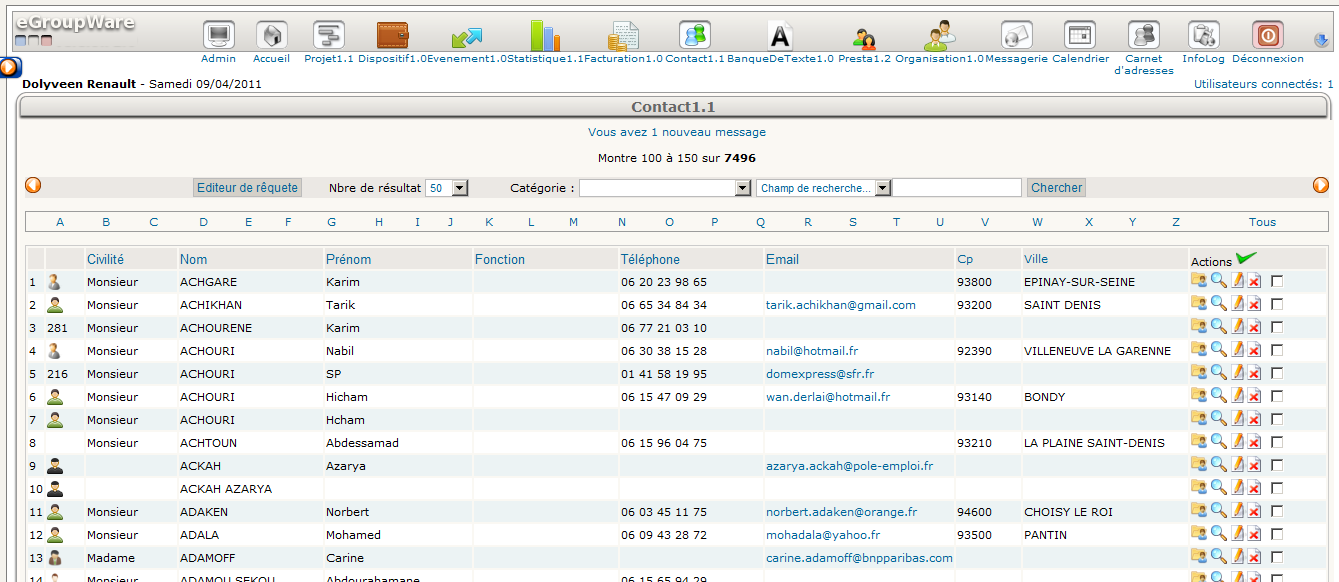 eGroupWare
Admin Accueil Projet1.1 Dispositif1.0 Evenement1.0 Statistique1.1 Facturation1.0 Contact1.1 BanqueDeTexte1.0 Presta1.2 Organisation1.0 Messagerie Calendrier Carnet d'adresses InfoLog Déconnexion
Dolyveen Renault - Samedi 09/04/2011 Utilisateurs connectés: 1
Contact1.1
Vous avez 1 nouveau message
Montre 100 à 150 sur 7496
Editeur de rêquete Nbre de résultat 50 Catégorie : Champ de recherche... Chercher
A B C D E F G H I J K L M N O P Q R S T U V W X Y Z Tous
Civilité Nom Prénom Fonction Téléphone Email Cp Ville Actions
1 Monsieur ACHGARE Karim 06 20 23 98 65 93800 EPINAY-SUR-SEINE
2 Monsieur ACHIKHAN Tarik 06 65 34 84 34 tarik.achikhan@gmail.com 93200 SAINT DENIS
3 281 Monsieur ACHOURENE Karim 06 77 21 03 10
4 Monsieur ACHOURI Nabil 06 30 38 15 28 nabil@hotmail.fr 92390 VILLENEUVE LA GARENNE
5 216 Monsieur ACHOURI SP 01 41 58 19 95 domexpress@sfr.fr
6 Monsieur ACHOURI Hicham 06 15 47 09 29 wan.derlai@hotmail.fr 93140 BONDY
7 Monsieur ACHOURI Hcham
8 Monsieur ACHTOUN Abdessamad 06 15 96 04 75 93210 LA PLAINE SAINT-DENIS
9 ACKAH Azarya azarya.ackah@pole-emploi.fr
10 ACKAH AZARYA
11 Monsieur ADAKEN Norbert 06 03 45 11 75 norbert.adaken@orange.fr 94600 CHOISY LE ROI
12 Monsieur ADALA Mohamed 06 09 43 28 72 mohadala@yahoo.fr 93500 PANTIN
13 Madame ADAMOFF Carine carine.adamoff@bnpparibas.com
14 Monsieur ADAMOU SEKOU Abdourahamane 06 15 65 94 29